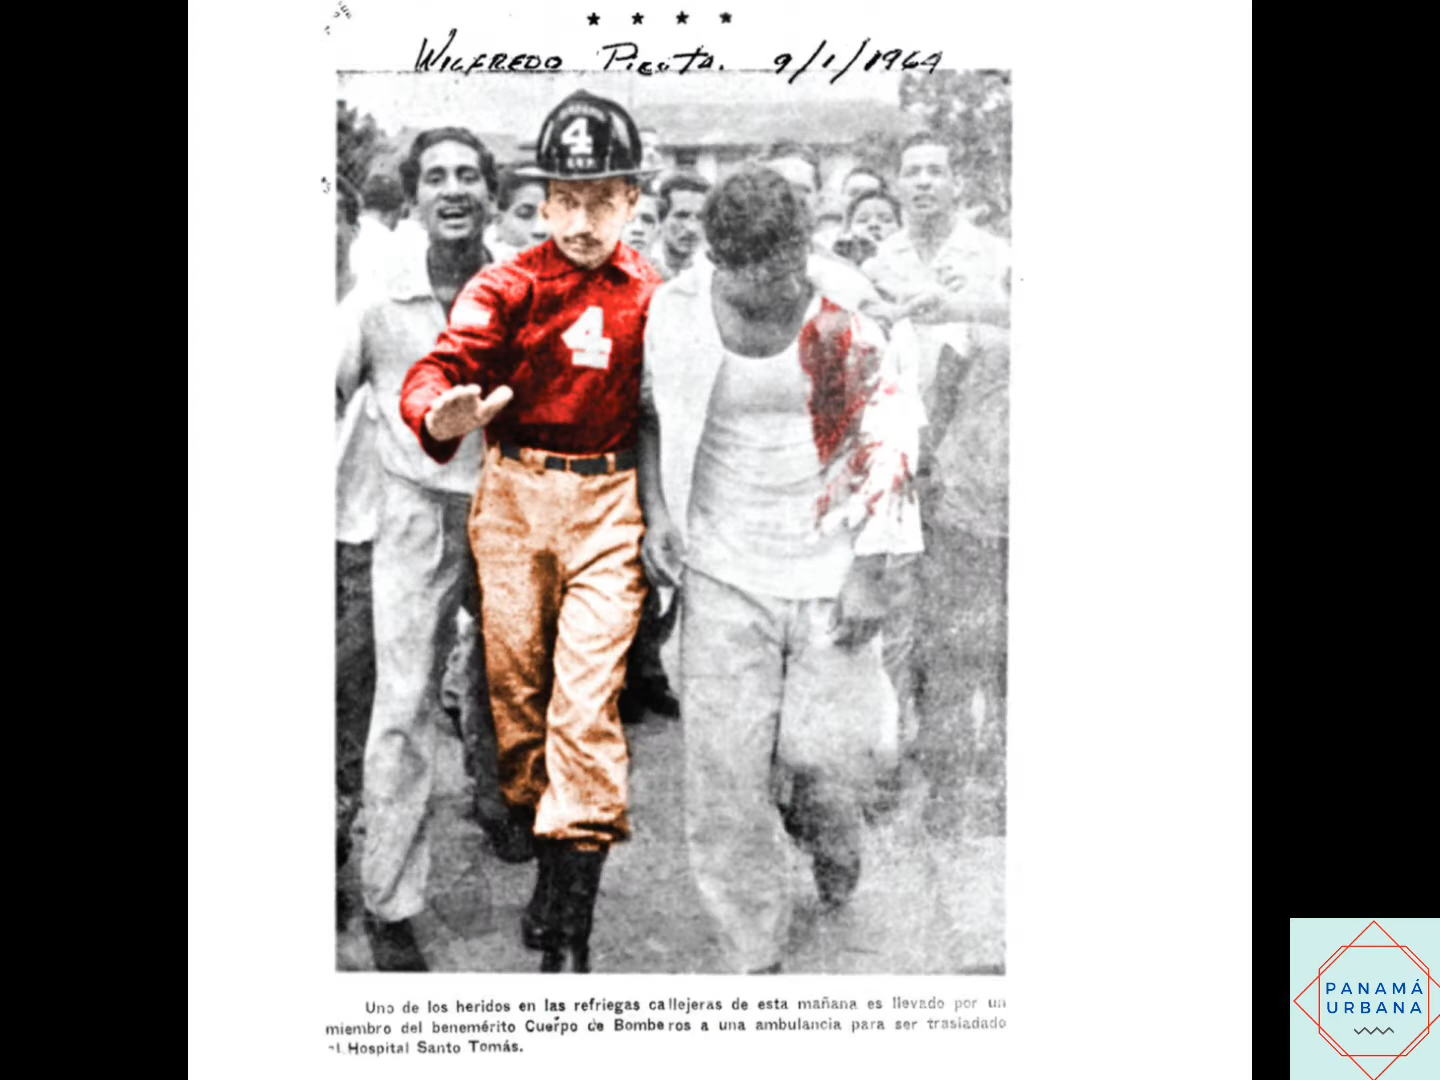 ★ ★ ★ ★
WILFREDO 9/1/1964
4
4
Uno de los heridos en las refriegas callejeras de esta mañana es llevado por un
miembro del benemérito Cuerpo de Bomberos a una ambulancia para ser trasladado
al Hospital Santo Tomás.
PANAMÁ
URBANA